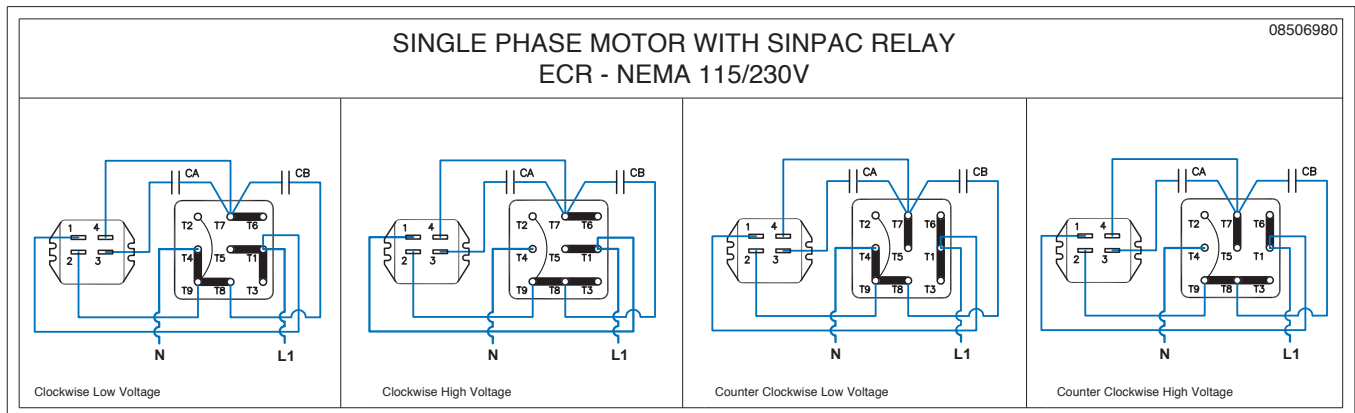 08506980
SINGLE PHASE MOTOR WITH SINPAC RELAY
ECR - NEMA 115/230V
CA CB
1 4
2 3
T2 T7 T6
T4 T5 T1
T9 T8 T3
N L1
Clockwise Low Voltage
CA CB
1 4
2 3
T2 T7 T6
T4 T5 T1
T9 T8 T3
N L1
Clockwise High Voltage
CA CB
1 4
2 3
T2 T7 T6
T4 T5 T1
T9 T8 T3
N L1
Counter Clockwise Low Voltage
CA CB
1 4
2 3
T2 T7 T6
T4 T5 T1
T9 T8 T3
N L1
Counter Clockwise High Voltage